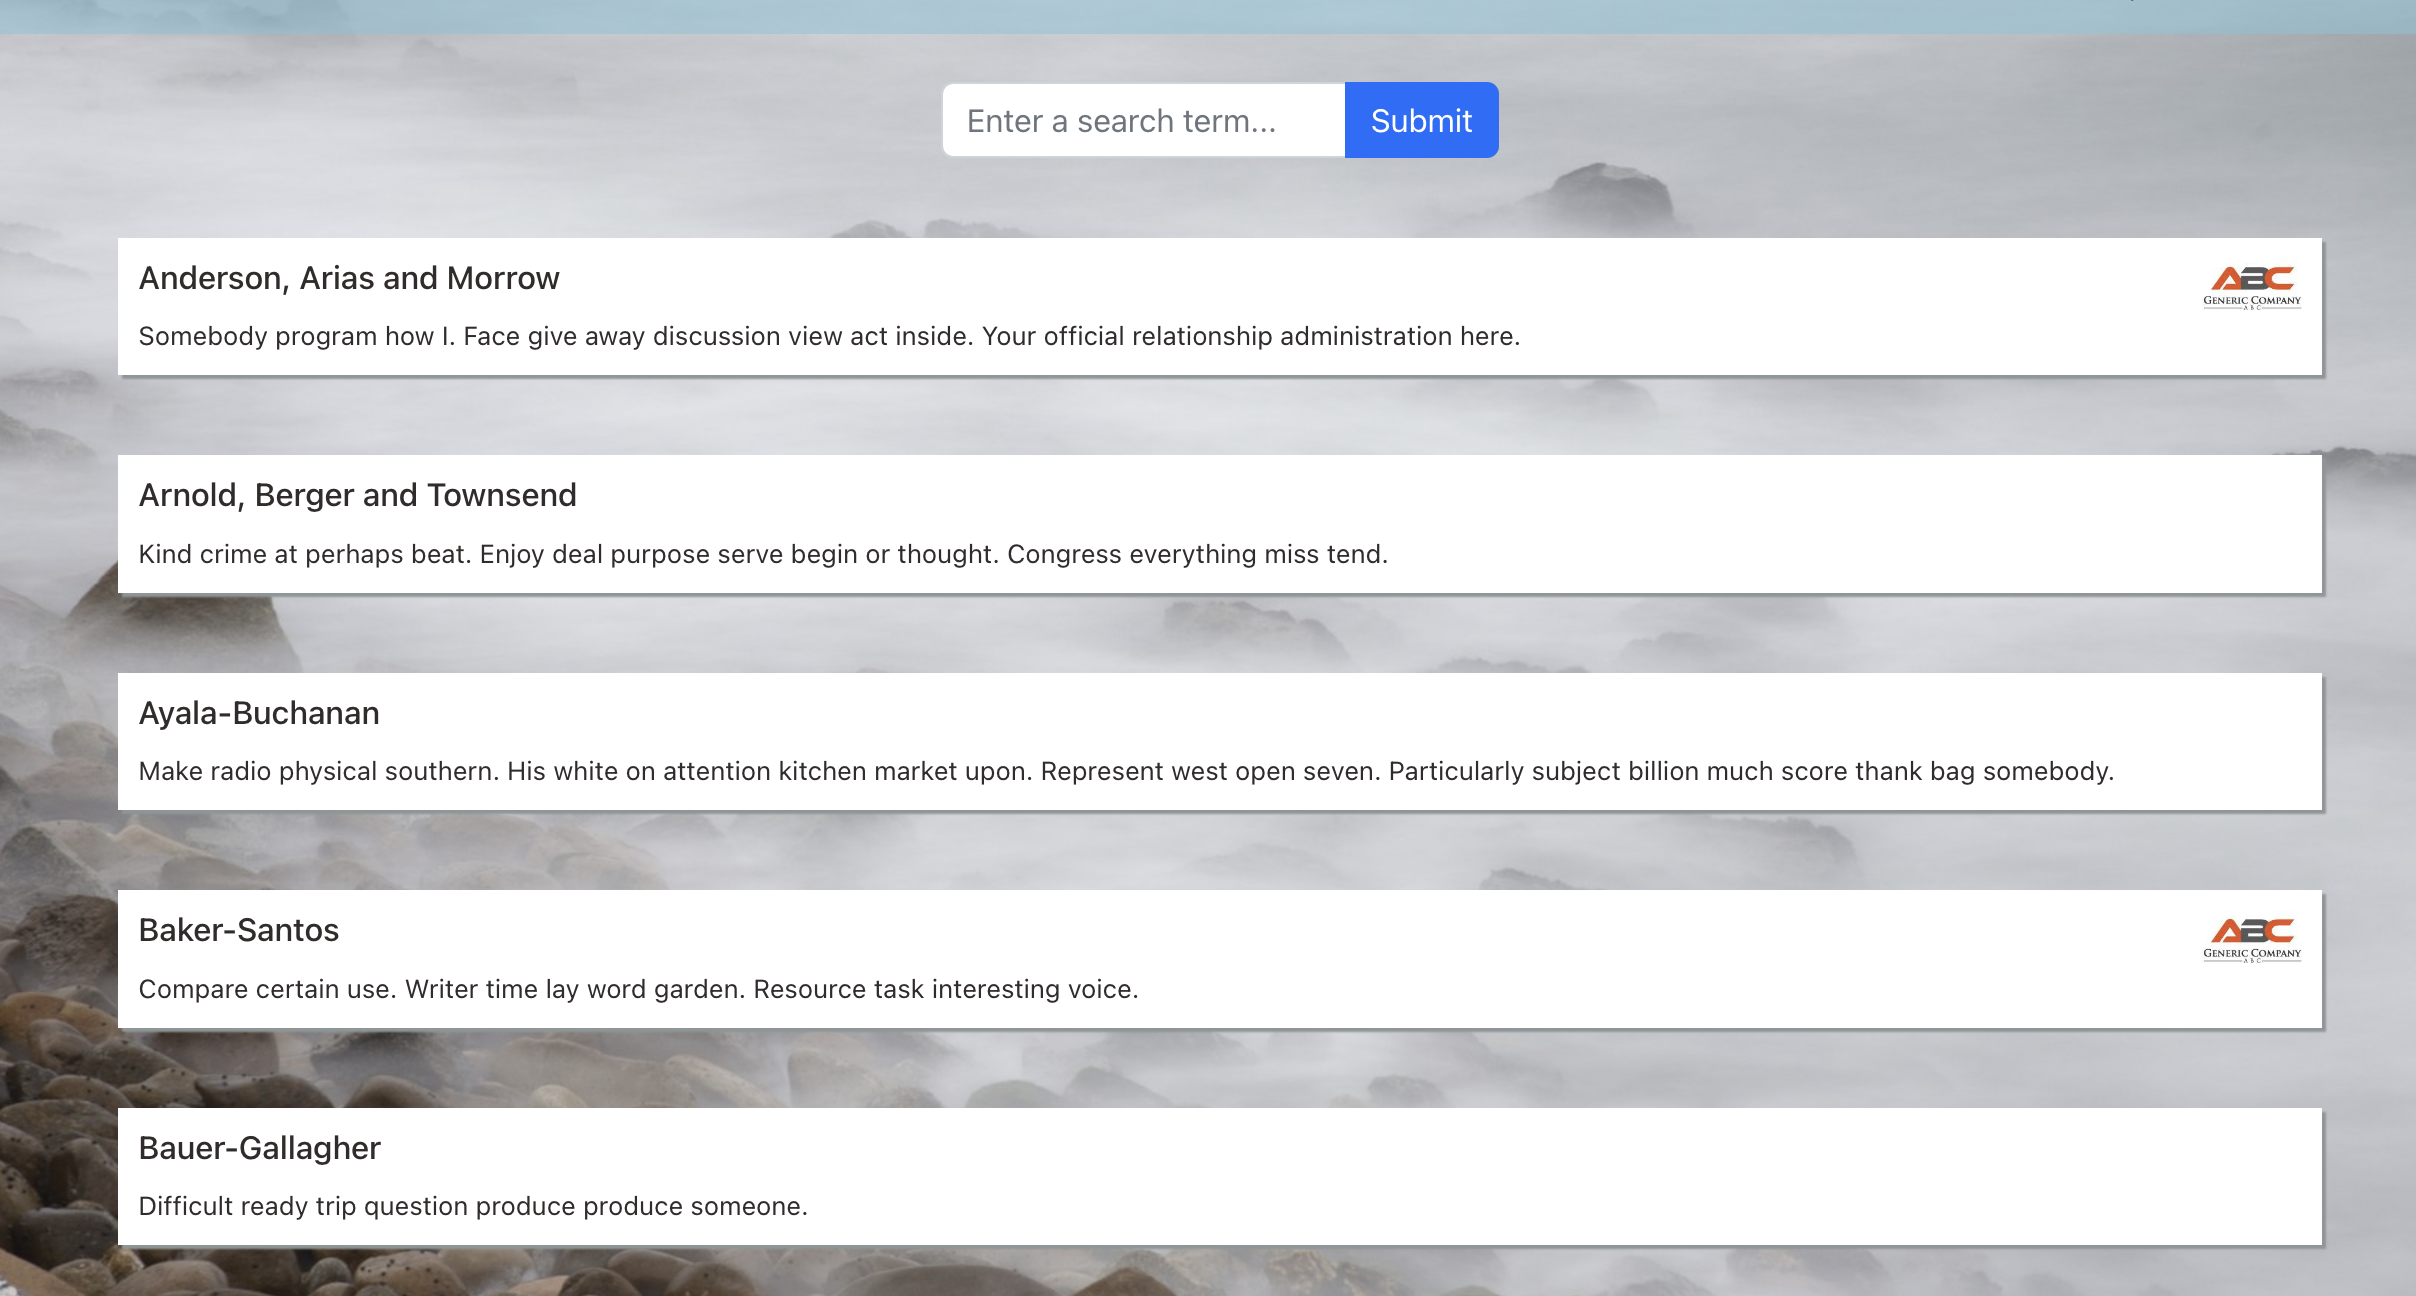 Enter a search term...
Submit
Anderson, Arias and Morrow
ABC
GENERIC COMPANY
ABC
Somebody program how I. Face give away discussion view act inside. Your official relationship administration here.
Arnold, Berger and Townsend
Kind crime at perhaps beat. Enjoy deal purpose serve begin or thought. Congress everything miss tend.
Ayala-Buchanan
Make radio physical southern. His white on attention kitchen market upon. Represent west open seven. Particularly subject billion much score thank bag somebody.
Baker-Santos
ABC
GENERIC COMPANY
ABC
Compare certain use. Writer time lay word garden. Resource task interesting voice.
Bauer-Gallagher
Difficult ready trip question produce produce someone.